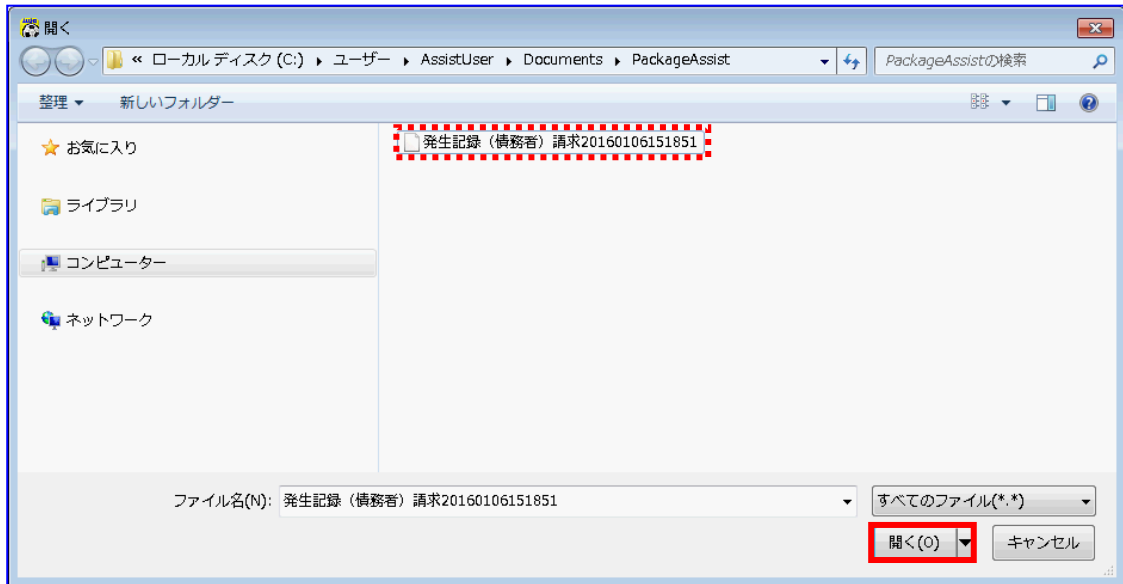 開く
« ローカル ディスク (C:) ▸ ユーザー ▸ AssistUser ▸ Documents ▸ PackageAssist
PackageAssistの検索
整理 ▼ 新しいフォルダー
お気に入り
発生記録（債務者）請求20160106151851
ライブラリ
コンピューター
ネットワーク
ファイル名(N): 発生記録（債務者）請求20160106151851
すべてのファイル(*.*)
開く(O)
キャンセル